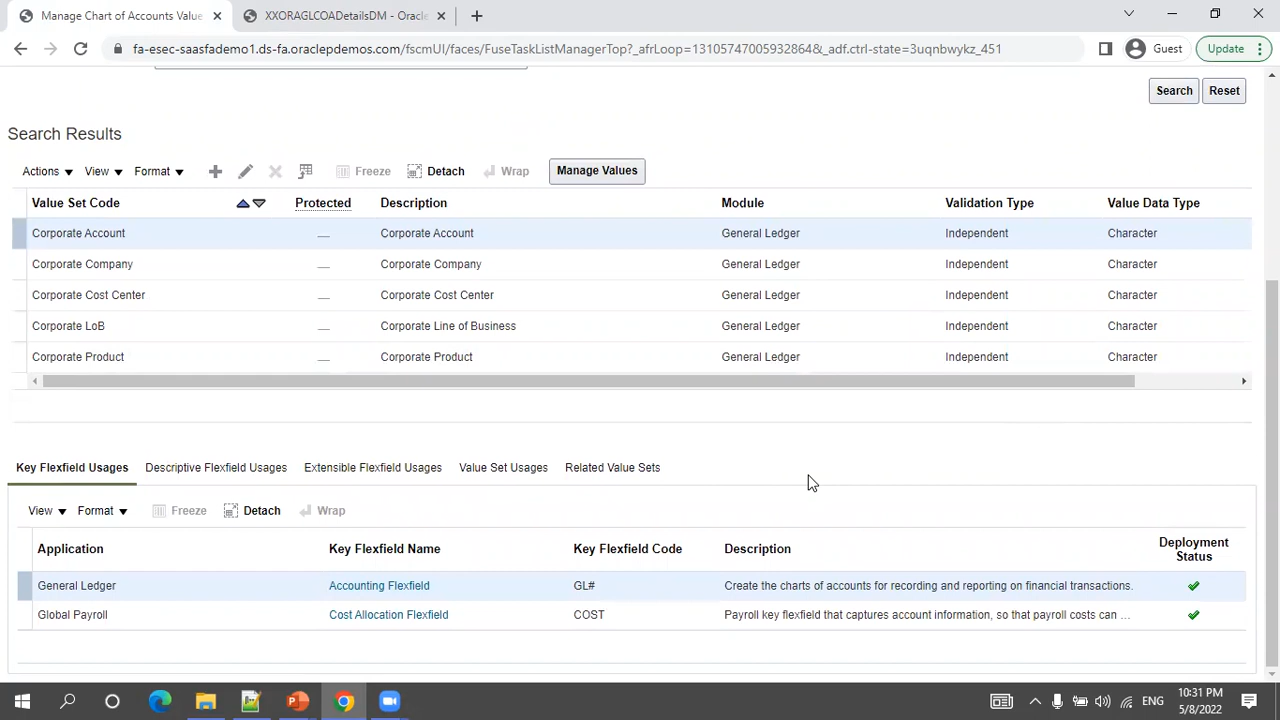 Manage Chart of Accounts Value
XXORAGLCOADetailsDM - Oracle
fa-esec-saasfademo1.ds-fa.oraclepdemos.com/fscmUI/faces/FuseTaskListManagerTop?_afrLoop=13105747005932864&_adf.ctrl-state=3uqnbwykz_451
Guest
Update
Search Reset
Search Results
Actions View Format Freeze Detach Wrap Manage Values
Value Set Code Protected Description Module Validation Type Value Data Type
Corporate Account Corporate Account General Ledger Independent Character
Corporate Company Corporate Company General Ledger Independent Character
Corporate Cost Center Corporate Cost Center General Ledger Independent Character
Corporate LoB Corporate Line of Business General Ledger Independent Character
Corporate Product Corporate Product General Ledger Independent Character
Key Flexfield Usages Descriptive Flexfield Usages Extensible Flexfield Usages Value Set Usages Related Value Sets
View Format Freeze Detach Wrap
Application Key Flexfield Name Key Flexfield Code Description Deployment Status
General Ledger Accounting Flexfield GL# Create the charts of accounts for recording and reporting on financial transactions.
Global Payroll Cost Allocation Flexfield COST Payroll key flexfield that captures account information, so that payroll costs can ...
ENG
10:31 PM
5/8/2022